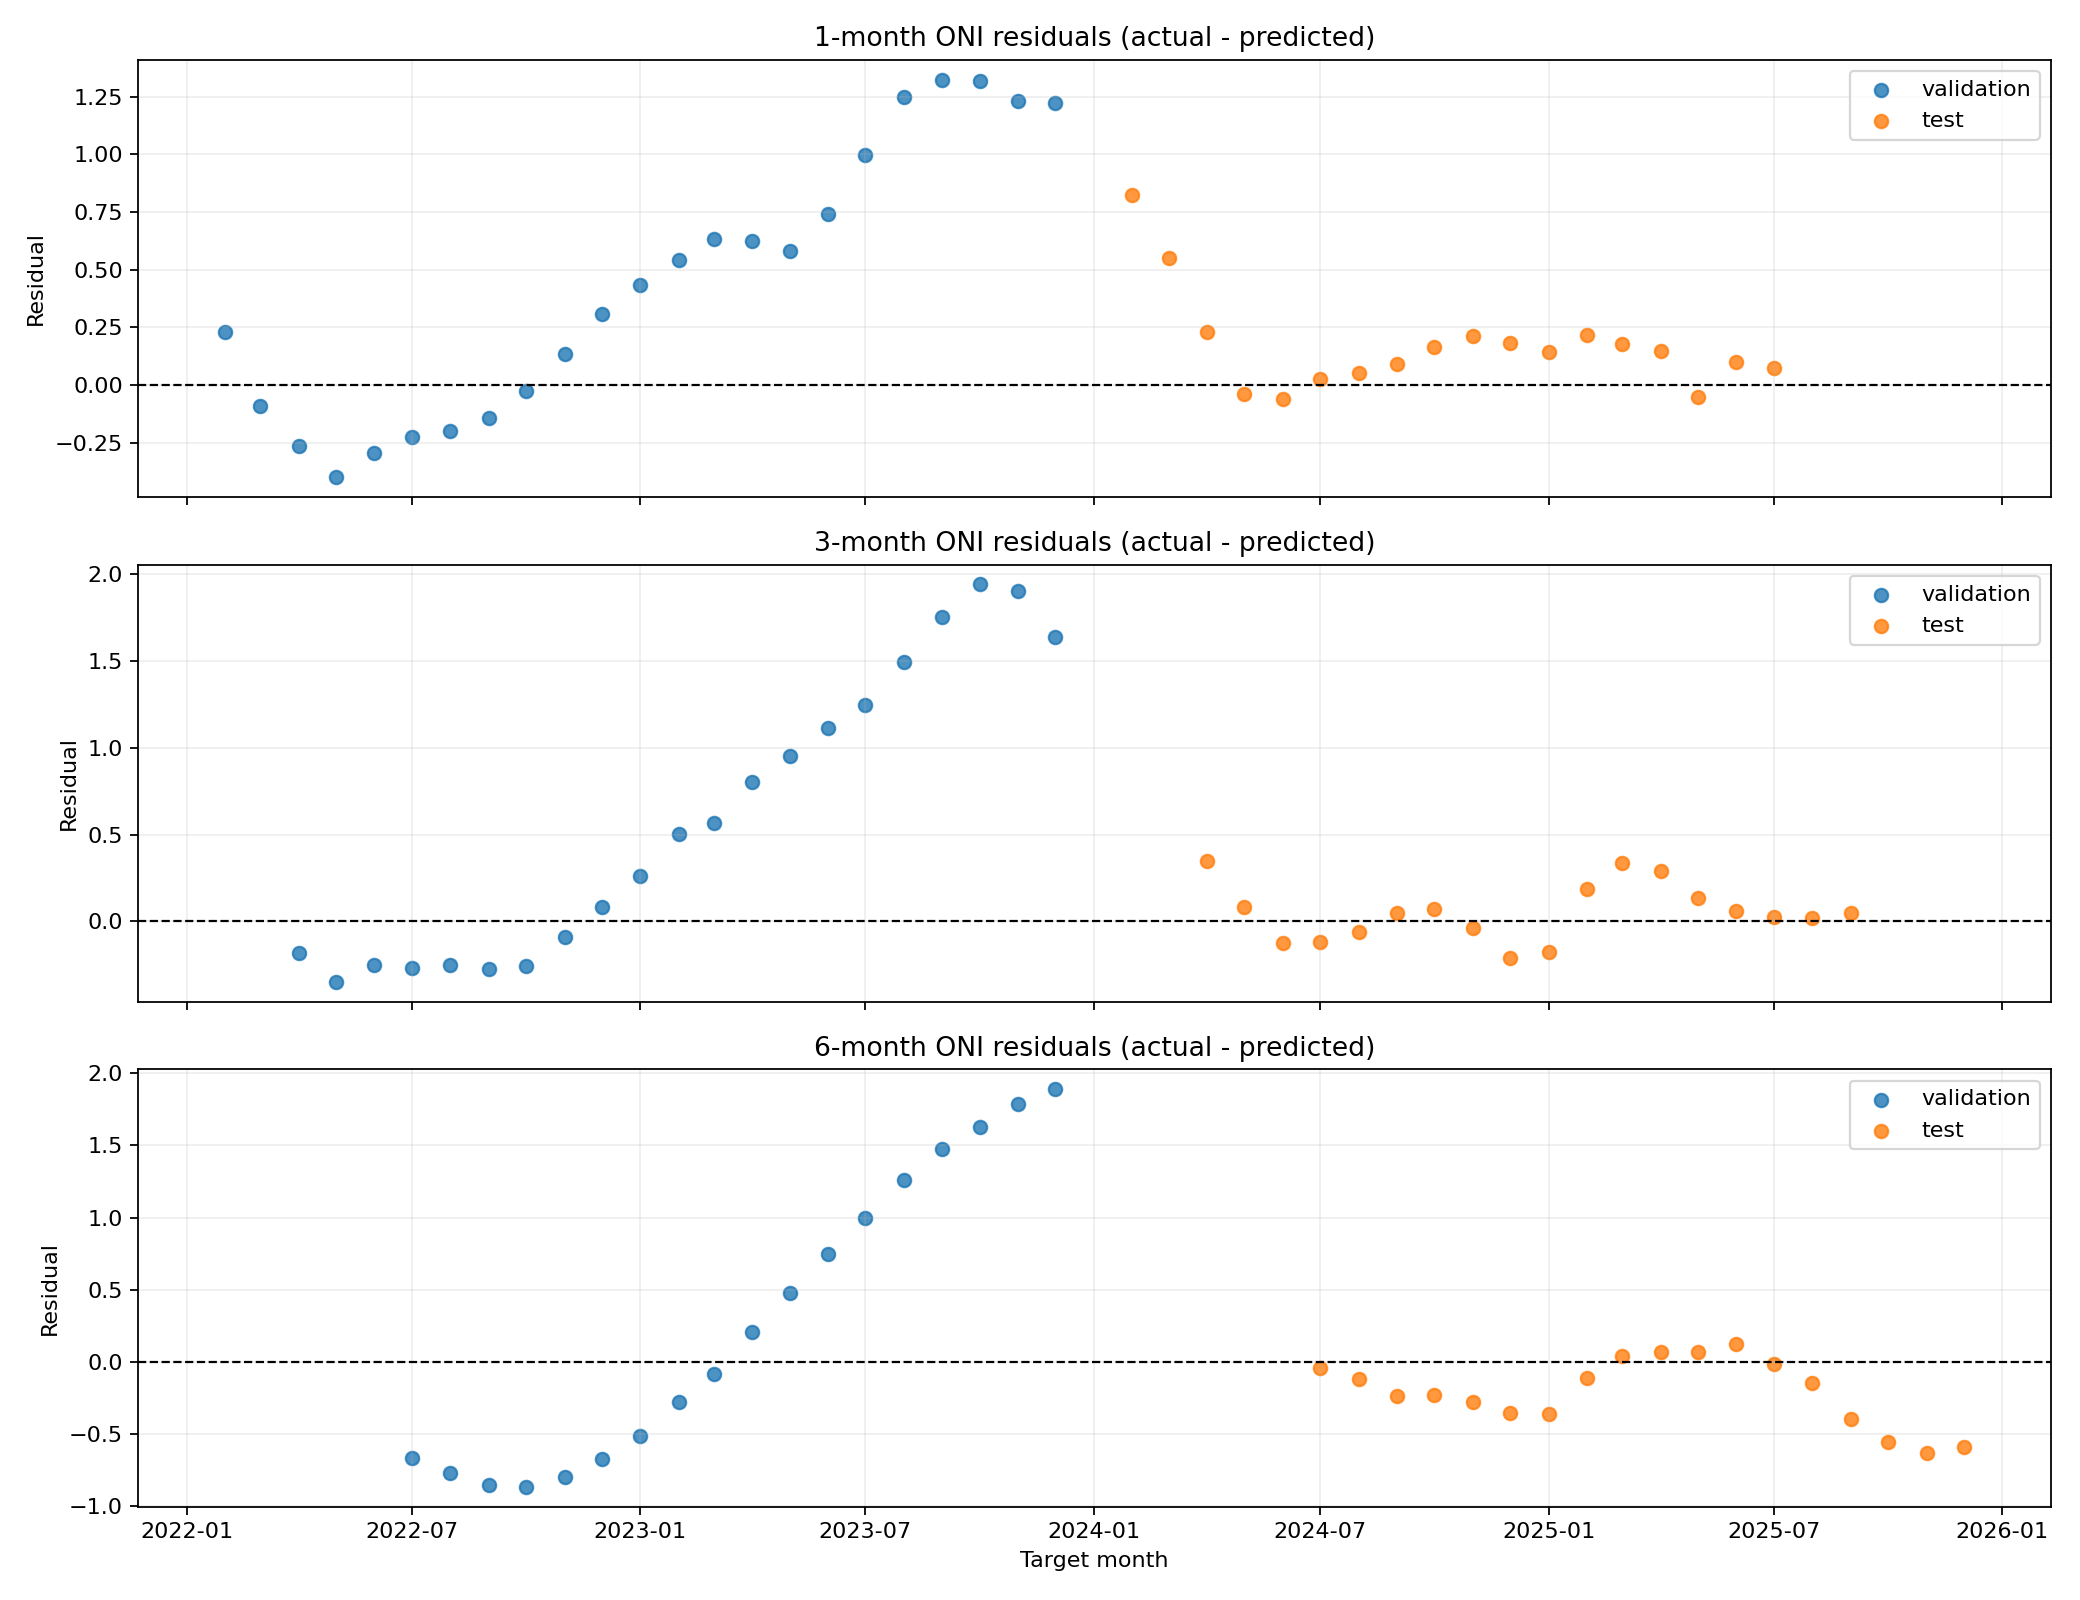 1-month ONI residuals (actual - predicted)
1.25
1.00
0.75
0.50
0.25
0.00
−0.25
Residual
validation
test
3-month ONI residuals (actual - predicted)
2.0
1.5
1.0
0.5
0.0
Residual
validation
test
6-month ONI residuals (actual - predicted)
2.0
1.5
1.0
0.5
0.0
−0.5
−1.0
Residual
validation
test
2022-01 2022-07 2023-01 2023-07 2024-01 2024-07 2025-01 2025-07 2026-01
Target month